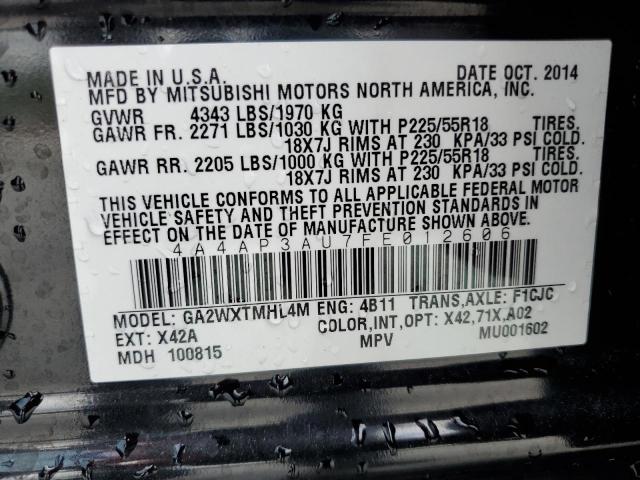 MADE IN U.S.A. DATE OCT. 2014
MFD BY MITSUBISHI MOTORS NORTH AMERICA, INC.
GVWR 4343 LBS/1970 KG
GAWR FR. 2271 LBS/1030 KG WITH P225/55R18 TIRES.
18X7J RIMS AT 230 KPA/33 PSI COLD.
GAWR RR. 2205 LBS/1000 KG WITH P225/55R18 TIRES.
18X7J RIMS AT 230 KPA/33 PSI COLD.
THIS VEHICLE CONFORMS TO ALL APPLICABLE FEDERAL MOTOR
VEHICLE SAFETY AND THEFT PREVENTION STANDARDS IN
EFFECT ON THE DATE OF MANUFACTURE SHOWN ABOVE.
4A4AP3AU7FE012606
MODEL: GA2WXTMHL4M ENG: 4B11 TRANS,AXLE: F1CJC
EXT: X42A COLOR,INT,OPT: X42,71X,A02
MDH 100815 MPV MU001602